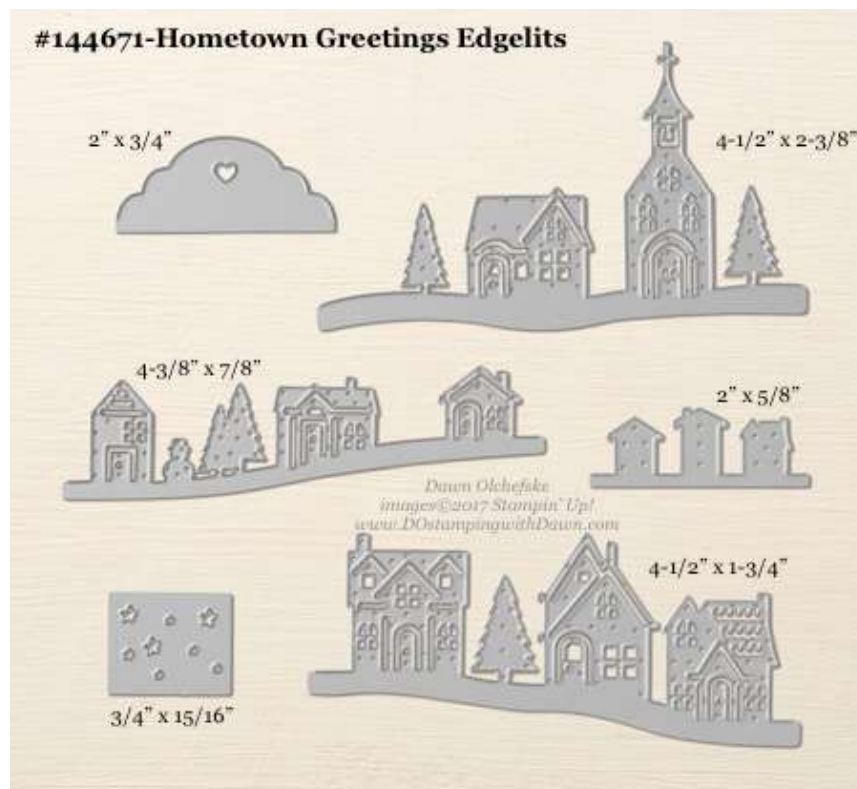 #144671-Hometown Greetings Edgelits
2” x 3/4”
4-1/2” x 2-3/8”
4-3/8” x 7/8”
2” x 5/8”
Dawn Olchefske
images©2017 Stampin’ Up!
www.DOstampingwithDawn.com
4-1/2” x 1-3/4”
3/4” x 15/16”